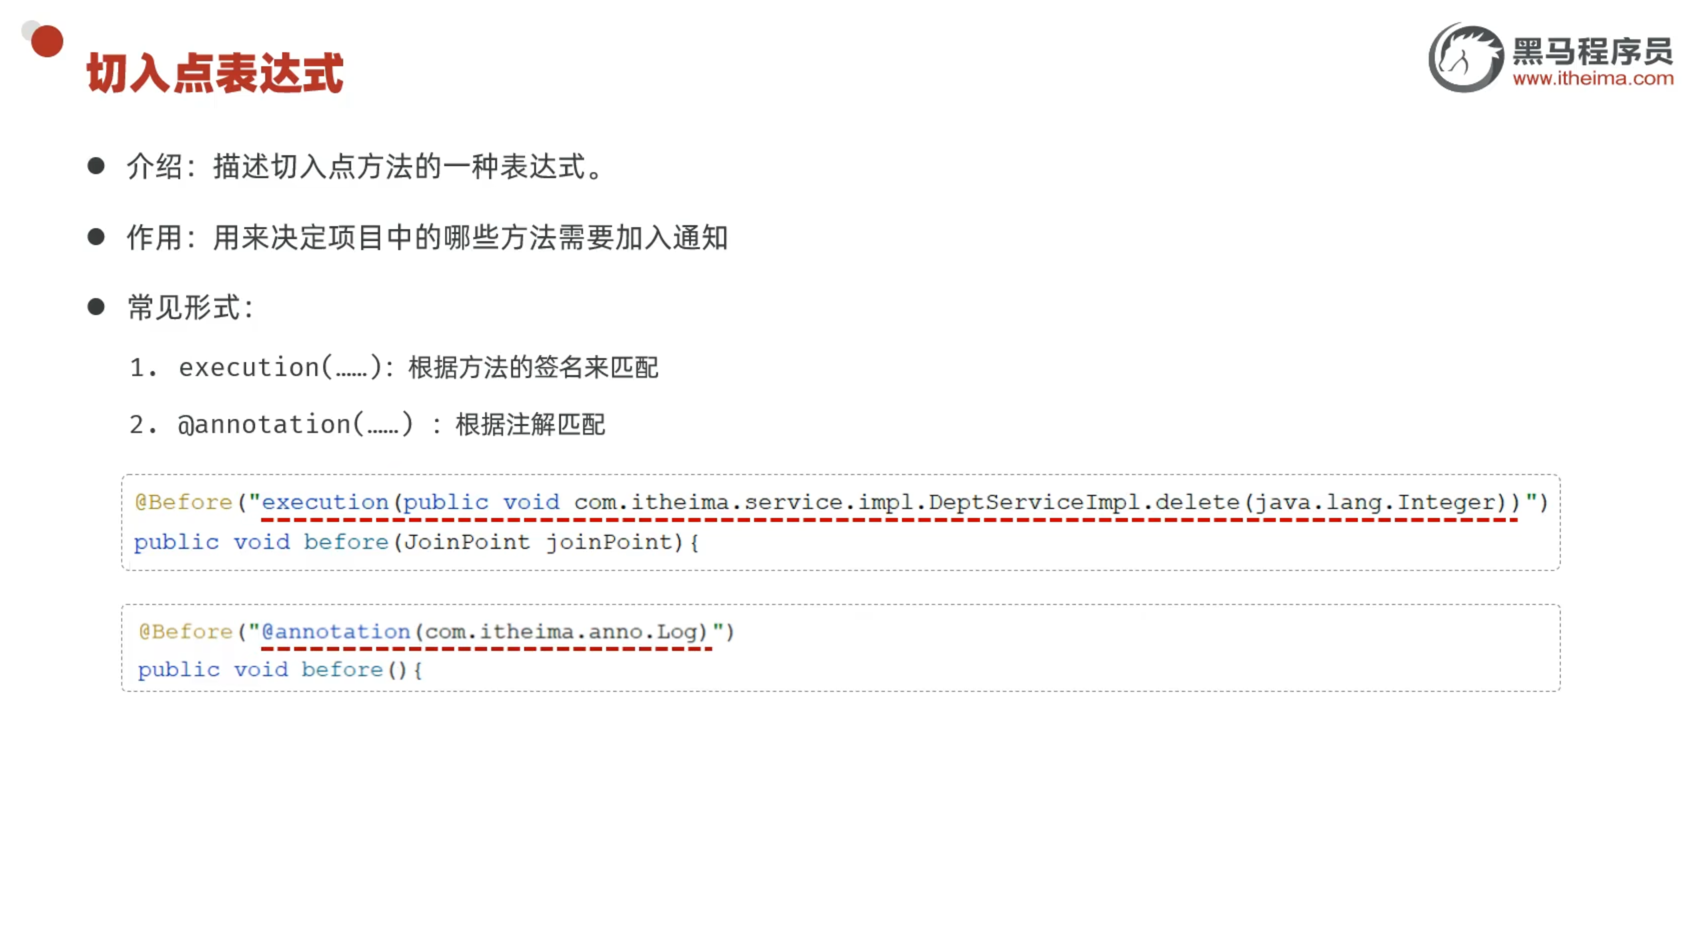 切入点表达式
黑马程序员
www.itheima.com
● 介绍：描述切入点方法的一种表达式。
● 作用：用来决定项目中的哪些方法需要加入通知
● 常见形式：
1. execution(……)：根据方法的签名来匹配
2. @annotation(……) ：根据注解匹配
@Before("execution(public void com.itheima.service.impl.DeptServiceImpl.delete(java.lang.Integer))")
public void before(JoinPoint joinPoint){
@Before("@annotation(com.itheima.anno.Log)")
public void before(){